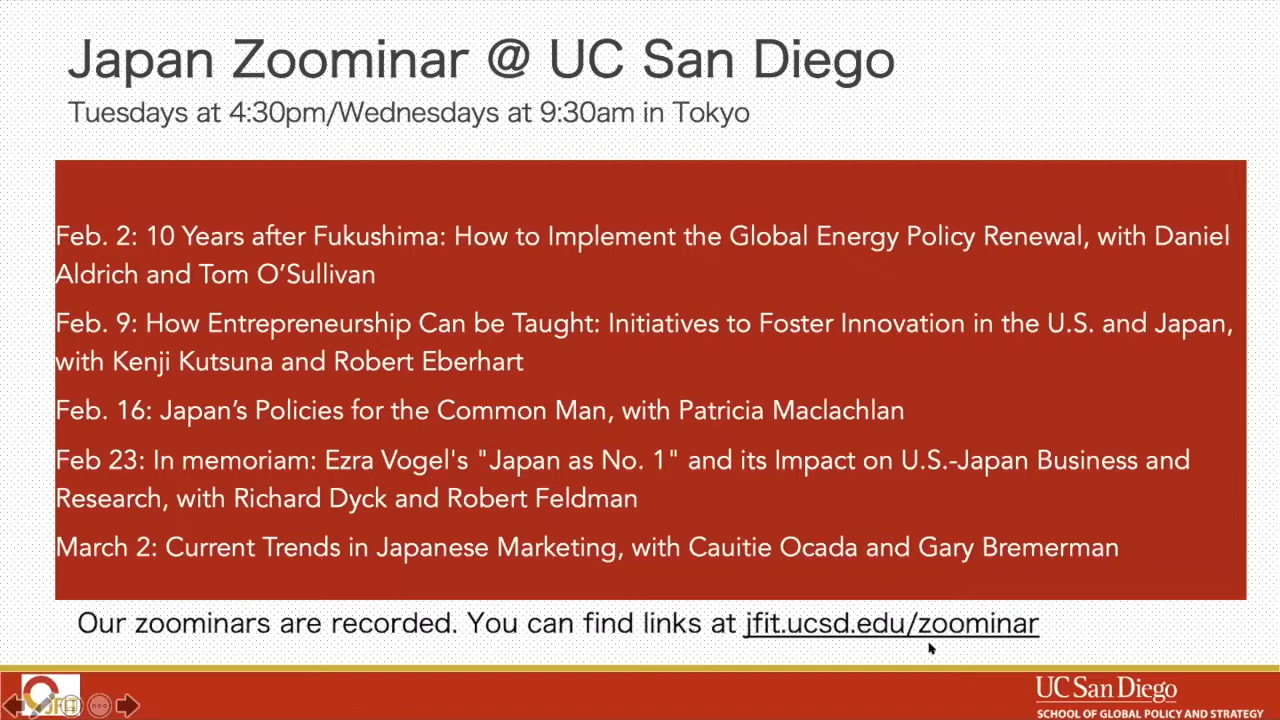 Japan Zoominar @ UC San Diego
Tuesdays at 4:30pm/Wednesdays at 9:30am in Tokyo
Feb. 2: 10 Years after Fukushima: How to Implement the Global Energy Policy Renewal, with Daniel
Aldrich and Tom O’Sullivan
Feb. 9: How Entrepreneurship Can be Taught: Initiatives to Foster Innovation in the U.S. and Japan,
with Kenji Kutsuna and Robert Eberhart
Feb. 16: Japan’s Policies for the Common Man, with Patricia Maclachlan
Feb 23: In memoriam: Ezra Vogel's "Japan as No. 1" and its Impact on U.S.-Japan Business and
Research, with Richard Dyck and Robert Feldman
March 2: Current Trends in Japanese Marketing, with Cauitie Ocada and Gary Bremerman
Our zoominars are recorded. You can find links at jfit.ucsd.edu/zoominar
UC San Diego
SCHOOL OF GLOBAL POLICY AND STRATEGY